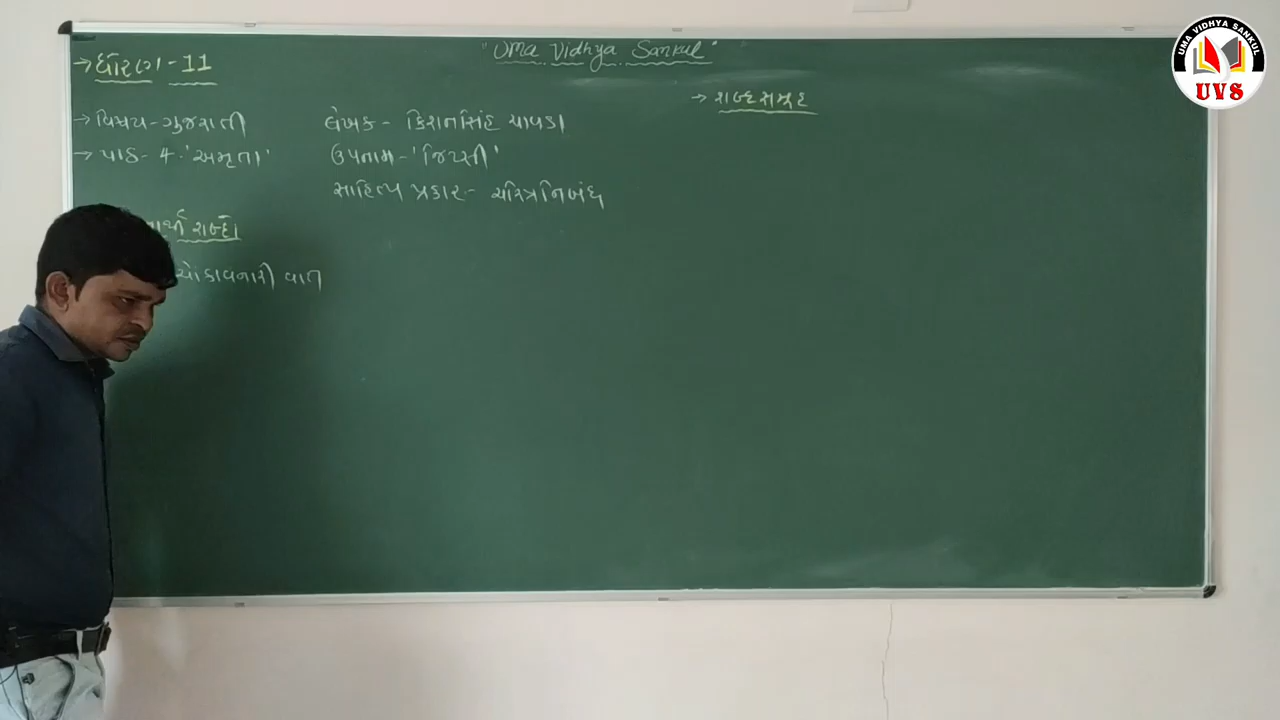 "Uma Vidhya Sankul"
→ ધોરણ - 11
→ વિષય - ગુજરાતી
→ પાઠ - 4. 'અમૃતા'
લેખક - કિશનસિંહ ચાવડા
ઉપનામ - 'જિપ્સી'
સાહિત્ય પ્રકાર - ચરિત્રનિબંધ
શબ્દો
ચોંકાવનારી વાત
→ શબ્દસમૂહ
UMA VIDHYA SANKUL
UVS